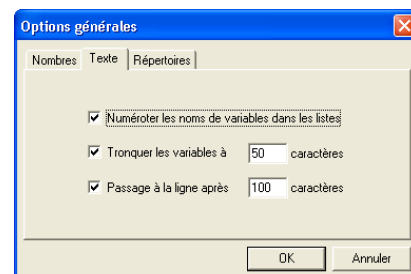 Options générales
Nombres Texte Répertoires
Numéroter les noms de variables dans les listes
Tronquer les variables à 50 caractères
Passage à la ligne après 100 caractères
OK Annuler